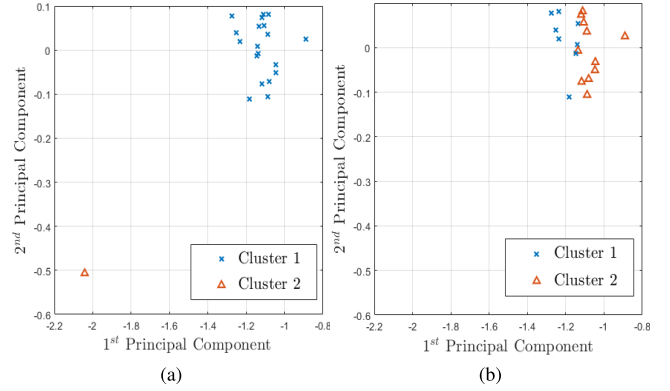 0.1
0
-0.1
-0.2
-0.3
-0.4
-0.5
-0.6
-2.2 -2 -1.8 -1.6 -1.4 -1.2 -1 -0.8
2nd Principal Component
1st Principal Component
Cluster 1
Cluster 2
(a)
0.1
0
-0.1
-0.2
-0.3
-0.4
-0.5
-0.6
-2.2 -2 -1.8 -1.6 -1.4 -1.2 -1 -0.8
2nd Principal Component
1st Principal Component
Cluster 1
Cluster 2
(b)